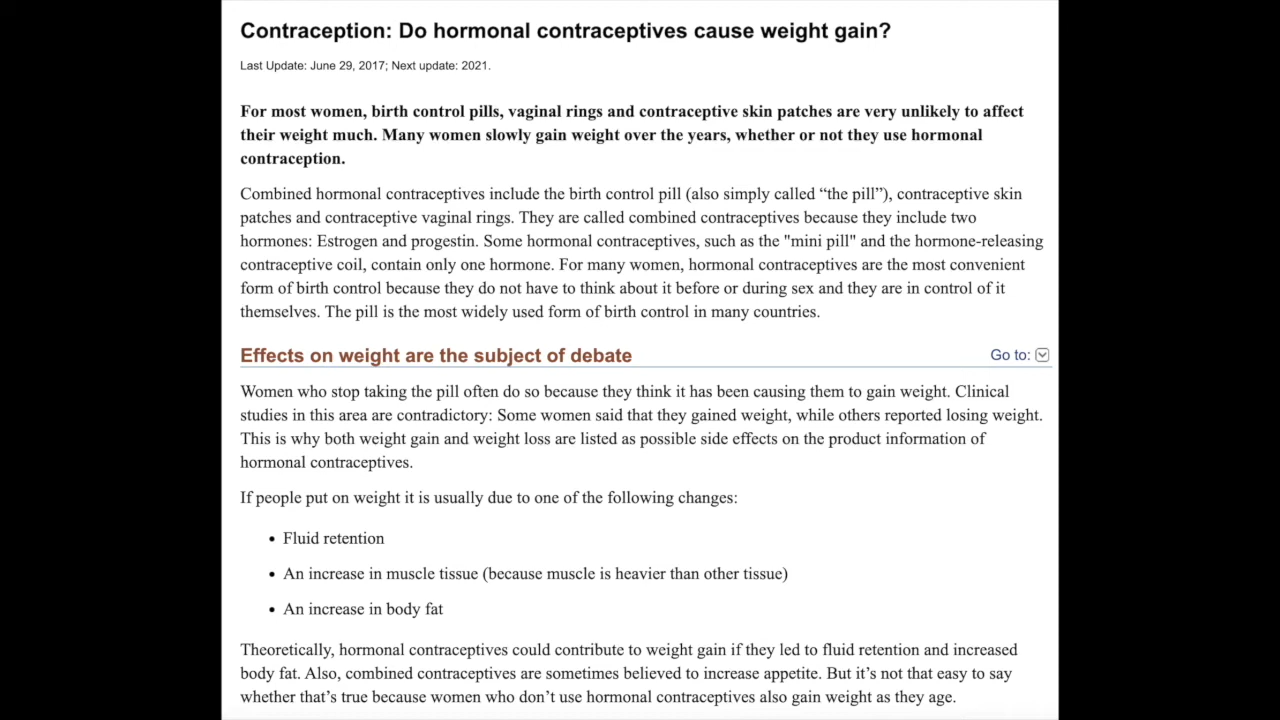 Contraception: Do hormonal contraceptives cause weight gain?
Last Update: June 29, 2017; Next update: 2021.
For most women, birth control pills, vaginal rings and contraceptive skin patches are very unlikely to affect
their weight much. Many women slowly gain weight over the years, whether or not they use hormonal
contraception.
Combined hormonal contraceptives include the birth control pill (also simply called “the pill”), contraceptive skin
patches and contraceptive vaginal rings. They are called combined contraceptives because they include two
hormones: Estrogen and progestin. Some hormonal contraceptives, such as the "mini pill" and the hormone-releasing
contraceptive coil, contain only one hormone. For many women, hormonal contraceptives are the most convenient
form of birth control because they do not have to think about it before or during sex and they are in control of it
themselves. The pill is the most widely used form of birth control in many countries.
Effects on weight are the subject of debate Go to:
Women who stop taking the pill often do so because they think it has been causing them to gain weight. Clinical
studies in this area are contradictory: Some women said that they gained weight, while others reported losing weight.
This is why both weight gain and weight loss are listed as possible side effects on the product information of
hormonal contraceptives.
If people put on weight it is usually due to one of the following changes:
• Fluid retention
• An increase in muscle tissue (because muscle is heavier than other tissue)
• An increase in body fat
Theoretically, hormonal contraceptives could contribute to weight gain if they led to fluid retention and increased
body fat. Also, combined contraceptives are sometimes believed to increase appetite. But it’s not that easy to say
whether that’s true because women who don’t use hormonal contraceptives also gain weight as they age.